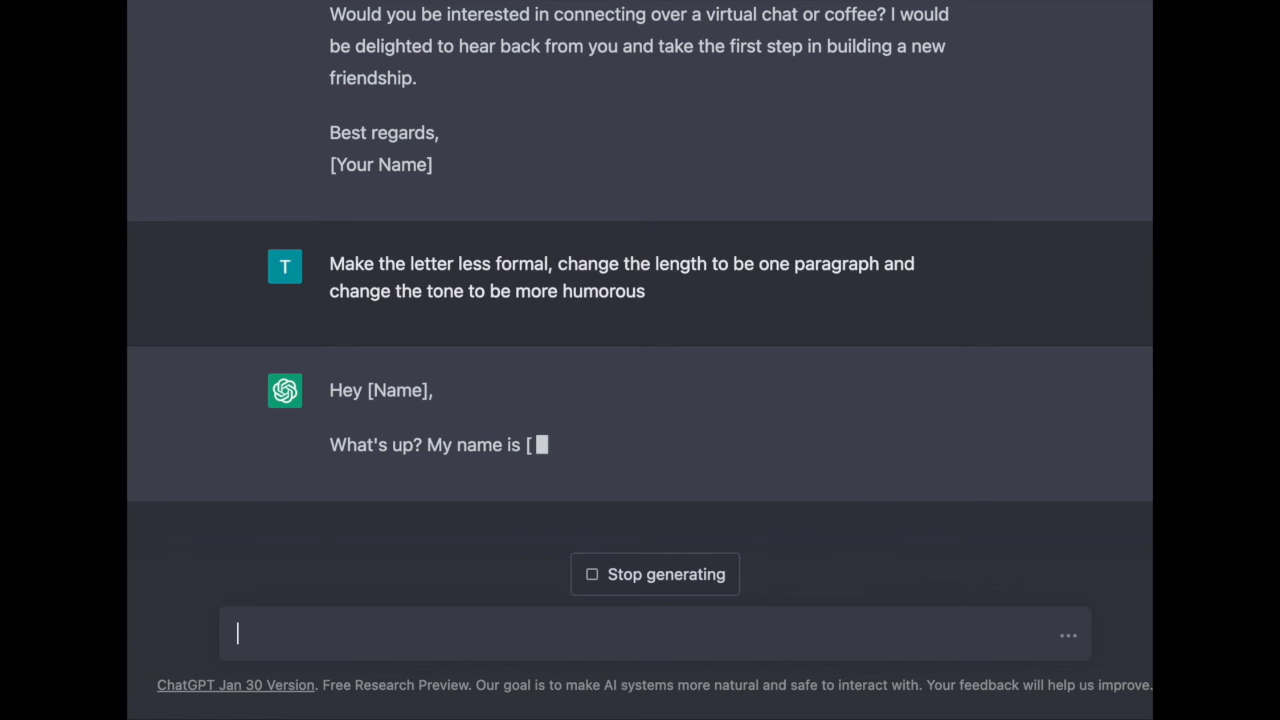 Would you be interested in connecting over a virtual chat or coffee? I would
be delighted to hear back from you and take the first step in building a new
friendship.
Best regards,
[Your Name]
T
Make the letter less formal, change the length to be one paragraph and
change the tone to be more humorous
Hey [Name],
What's up? My name is [
Stop generating
ChatGPT Jan 30 Version. Free Research Preview. Our goal is to make AI systems more natural and safe to interact with. Your feedback will help us improve.